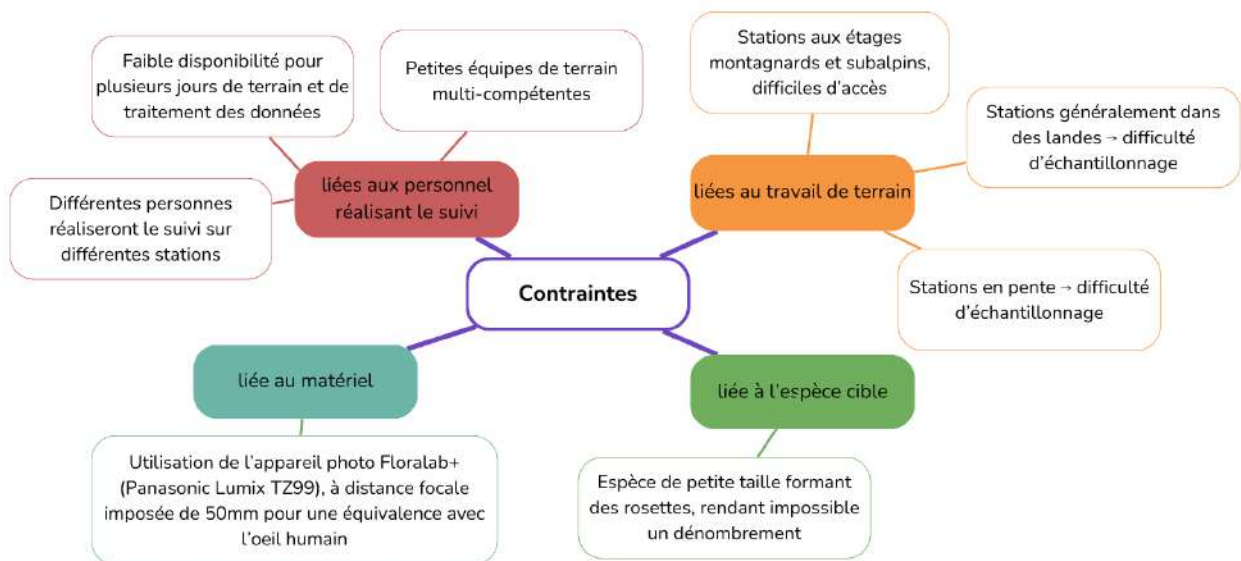 Faible disponibilité pour
plusieurs jours de terrain et de
traitement des données
Petites équipes de terrain
multi-compétentes
Stations aux étages
montagnards et subalpins,
difficiles d'accès
Stations généralement dans
des landes → difficulté
d'échantillonnage
liées aux personnel
réalisant le suivi
liées au travail de terrain
Différentes personnes
réaliseront le suivi sur
différentes stations
Contraintes
Stations en pente → difficulté
d'échantillonnage
liée au matériel
liée à l'espèce cible
Utilisation de l'appareil photo Floralab+
(Panasonic Lumix TZ99), à distance focale
imposée de 50mm pour une équivalence avec
l'oeil humain
Espèce de petite taille formant
des rosettes, rendant impossible
un dénombrement